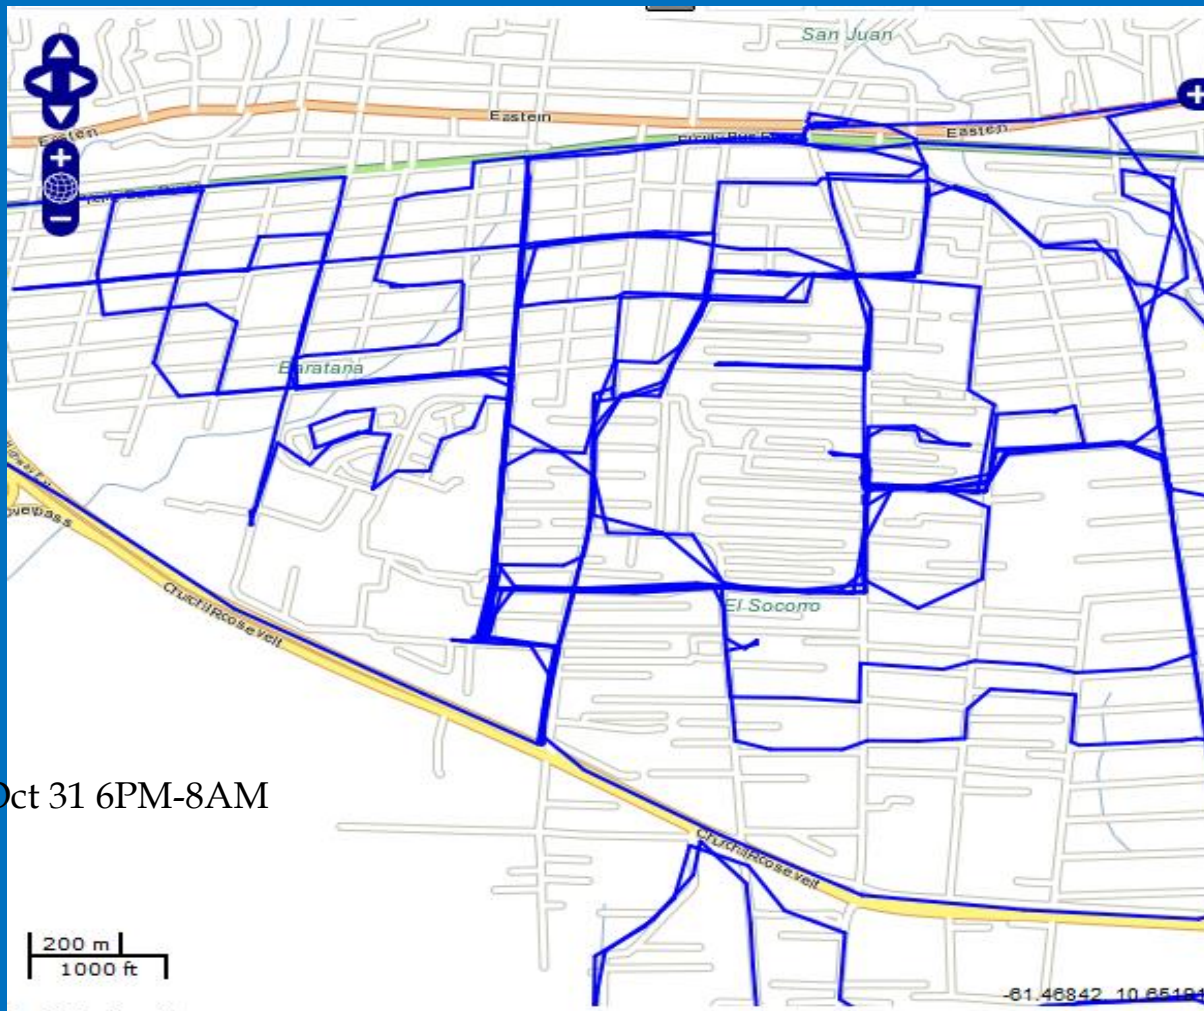 San Juan
Eastern
Eastern
Eastern
Baratana
Churchill Roosevelt
El Socorro
Oct 31 6PM-8AM
Churchill Roosevelt
200 m
1000 ft
-61.46842, 10.65191